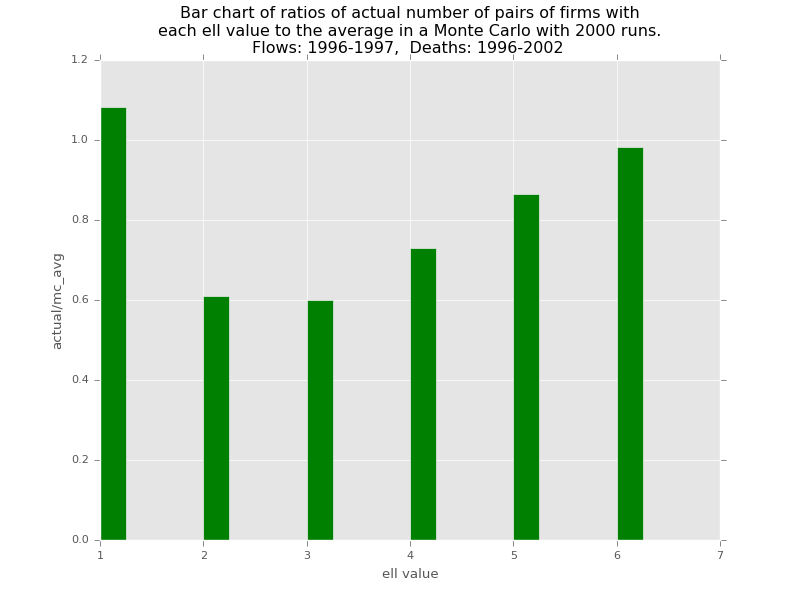 Bar chart of ratios of actual number of pairs of firms with
each ell value to the average in a Monte Carlo with 2000 runs.
Flows: 1996-1997,  Deaths: 1996-2002
1.2
1.0
0.8
0.6
0.4
0.2
0.0
actual/mc_avg
1 2 3 4 5 6 7
ell value